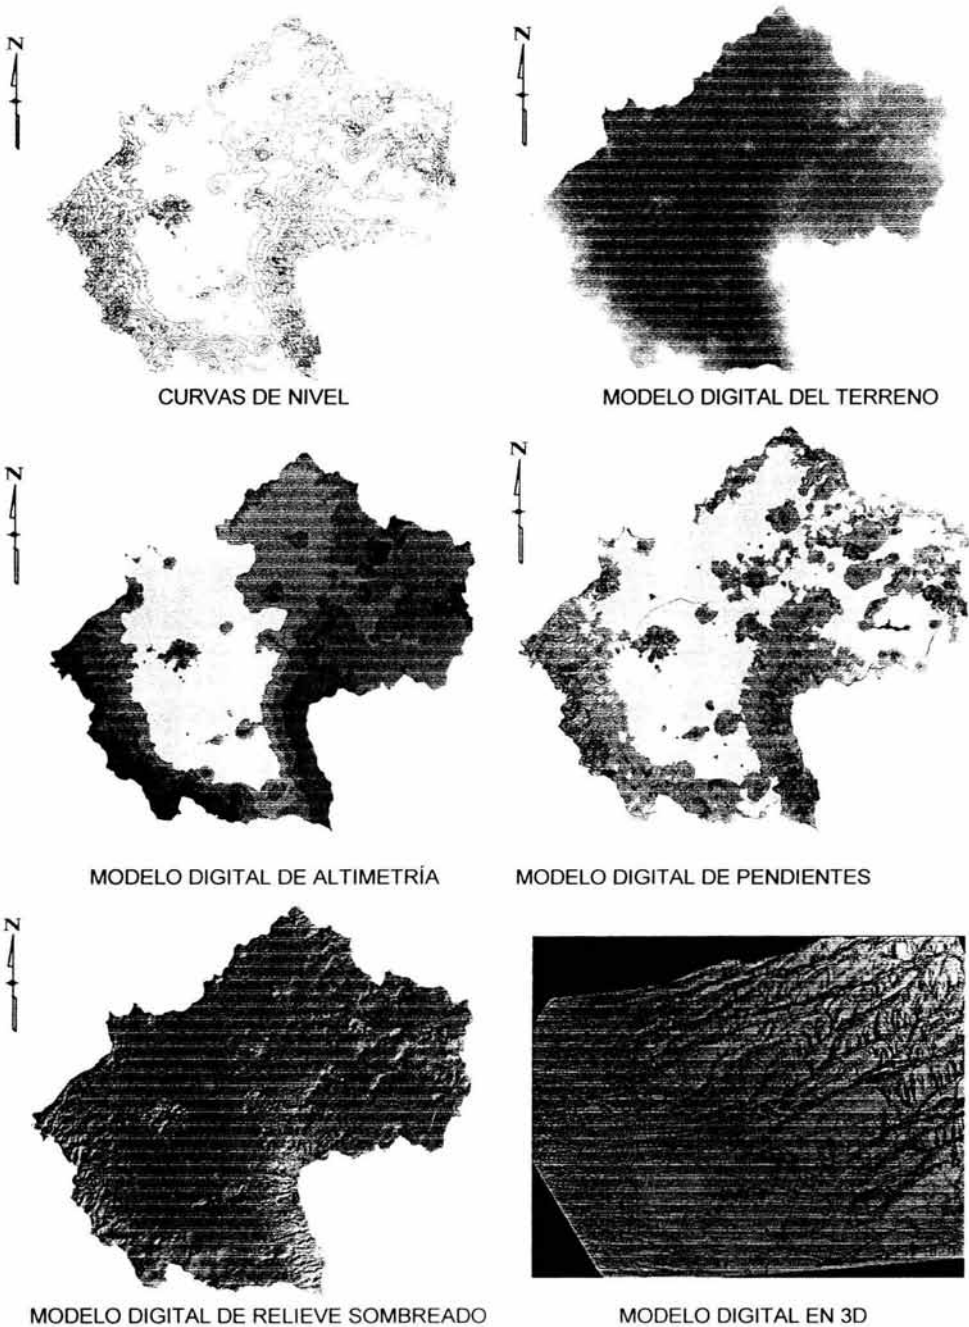 N
N
CURVAS DE NIVEL
MODELO DIGITAL DEL TERRENO
N
N
MODELO DIGITAL DE ALTIMETRÍA
MODELO DIGITAL DE PENDIENTES
N
MODELO DIGITAL DE RELIEVE SOMBREADO
MODELO DIGITAL EN 3D